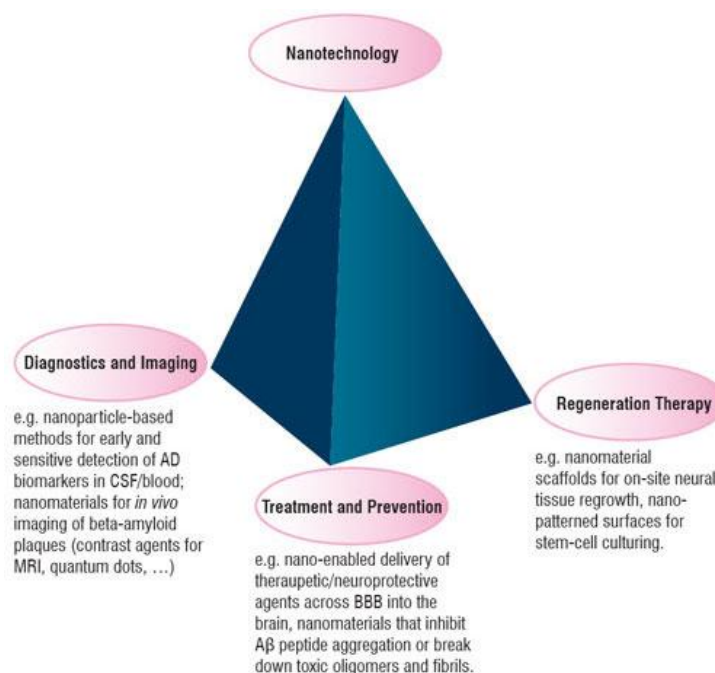 Nanotechnology
Diagnostics and Imaging
e.g. nanoparticle-based
methods for early and
sensitive detection of AD
biomarkers in CSF/blood;
nanomaterials for in vivo
imaging of beta-amyloid
plaques (contrast agents for
MRI, quantum dots, …)
Treatment and Prevention
e.g. nano-enabled delivery of
theraupetic/neuroprotective
agents across BBB into the
brain, nanomaterials that inhibit
Aβ peptide aggregation or break
down toxic oligomers and fibrils.
Regeneration Therapy
e.g. nanomaterial
scaffolds for on-site neural
tissue regrowth, nano-
patterned surfaces for
stem-cell culturing.